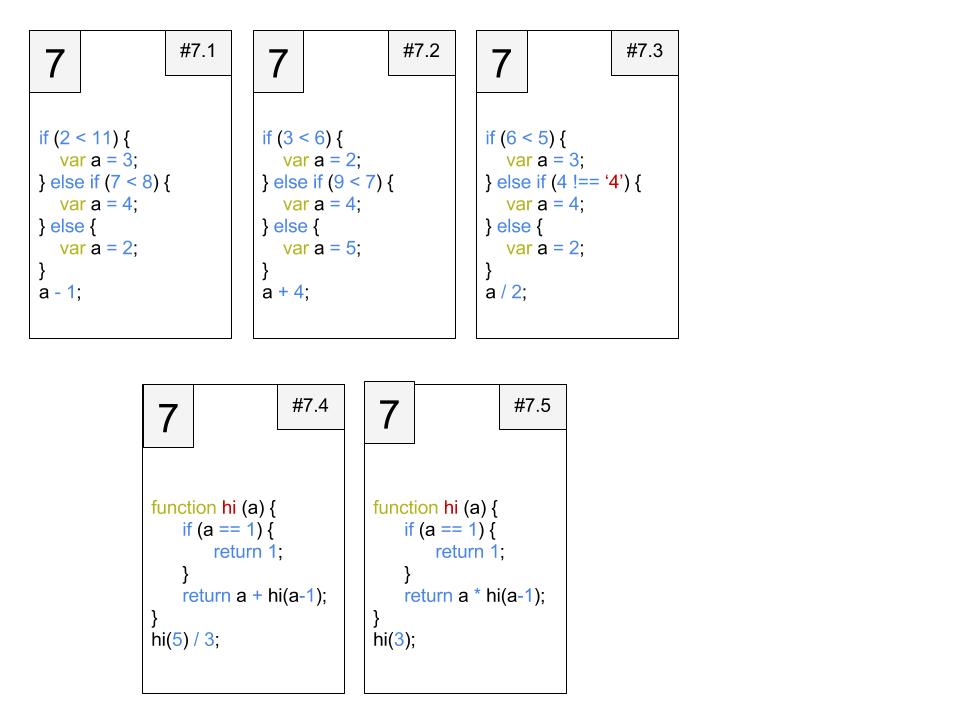 7
#7.1
if (2 < 11) {
var a = 3;
} else if (7 < 8) {
var a = 4;
} else {
var a = 2;
}
a - 1;
7
#7.2
if (3 < 6) {
var a = 2;
} else if (9 < 7) {
var a = 4;
} else {
var a = 5;
}
a + 4;
7
#7.3
if (6 < 5) {
var a = 3;
} else if (4 !== ‘4’) {
var a = 4;
} else {
var a = 2;
}
a / 2;
7
#7.4
function hi (a) {
if (a == 1) {
return 1;
}
return a + hi(a-1);
}
hi(5) / 3;
7
#7.5
function hi (a) {
if (a == 1) {
return 1;
}
return a * hi(a-1);
}
hi(3);